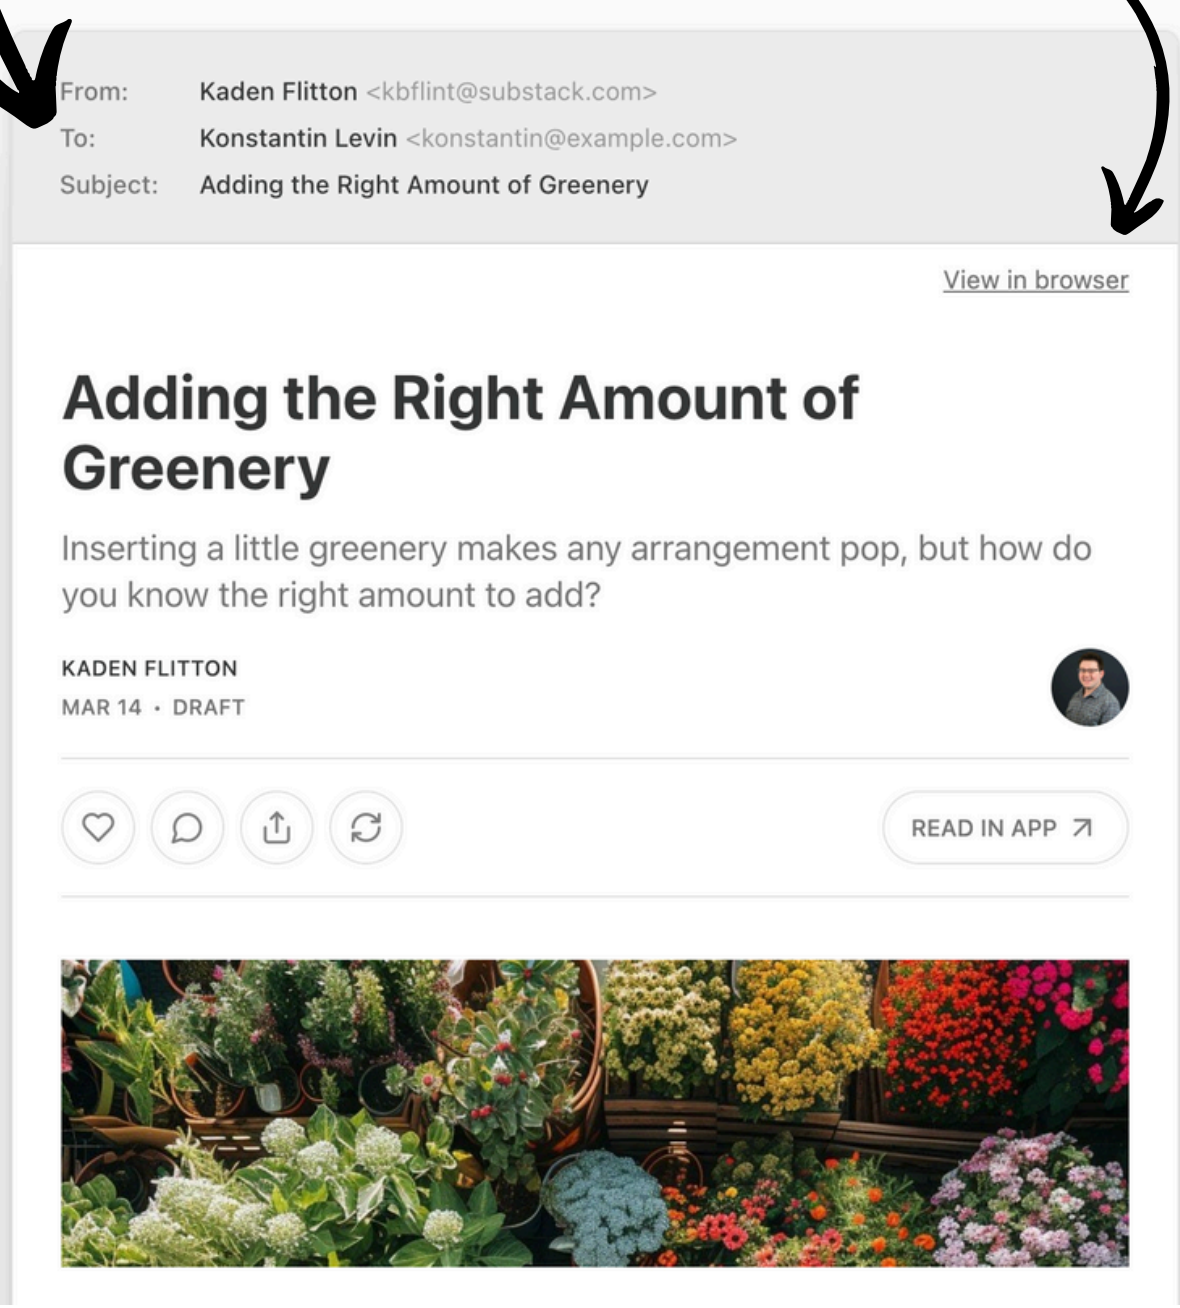 From: Kaden Flitton <kbflint@substack.com>
To: Konstantin Levin <konstantin@example.com>
Subject: Adding the Right Amount of Greenery
View in browser
Adding the Right Amount of
Greenery
Inserting a little greenery makes any arrangement pop, but how do
you know the right amount to add?
KADEN FLITTON
MAR 14 • DRAFT
READ IN APP